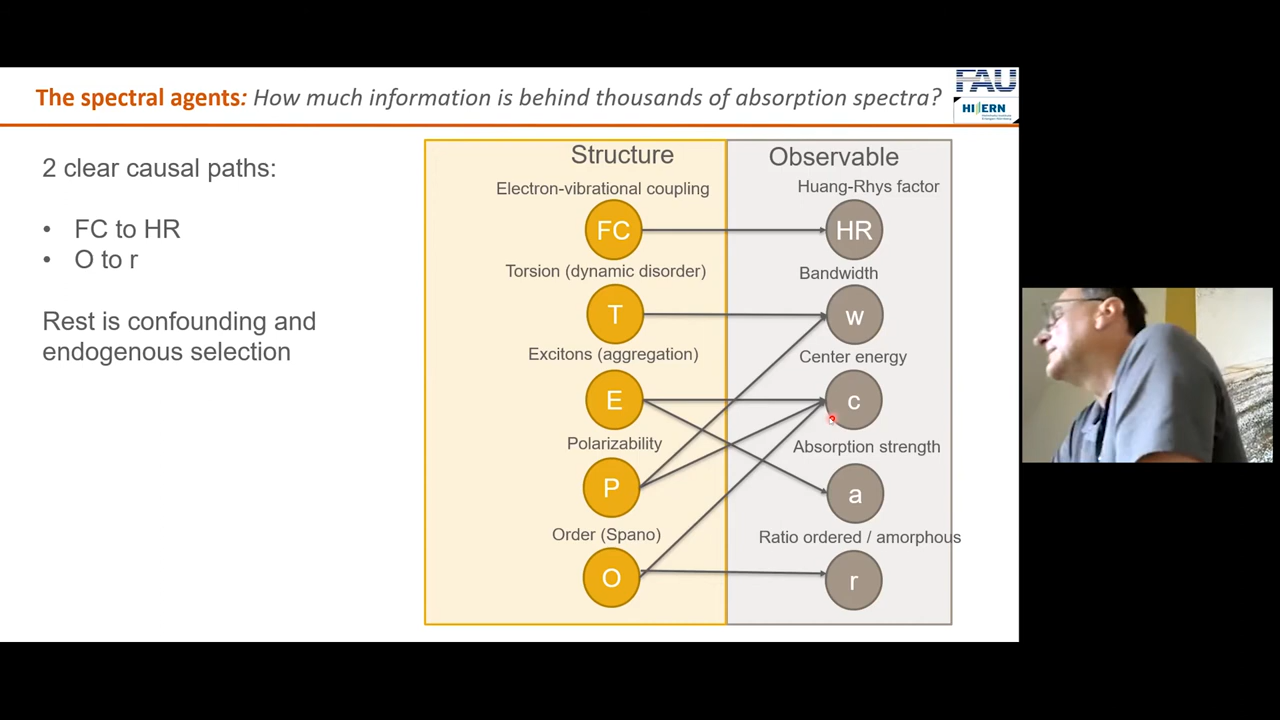 The spectral agents: How much information is behind thousands of absorption spectra?
FAU
HI ERN
2 clear causal paths:
• FC to HR
• O to r
Rest is confounding and
endogenous selection
Structure
Observable
Electron-vibrational coupling
Huang-Rhys factor
FC
HR
Torsion (dynamic disorder)
Bandwidth
T
w
Excitons (aggregation)
Center energy
E
c
Polarizability
Absorption strength
P
a
Order (Spano)
Ratio ordered / amorphous
O
r